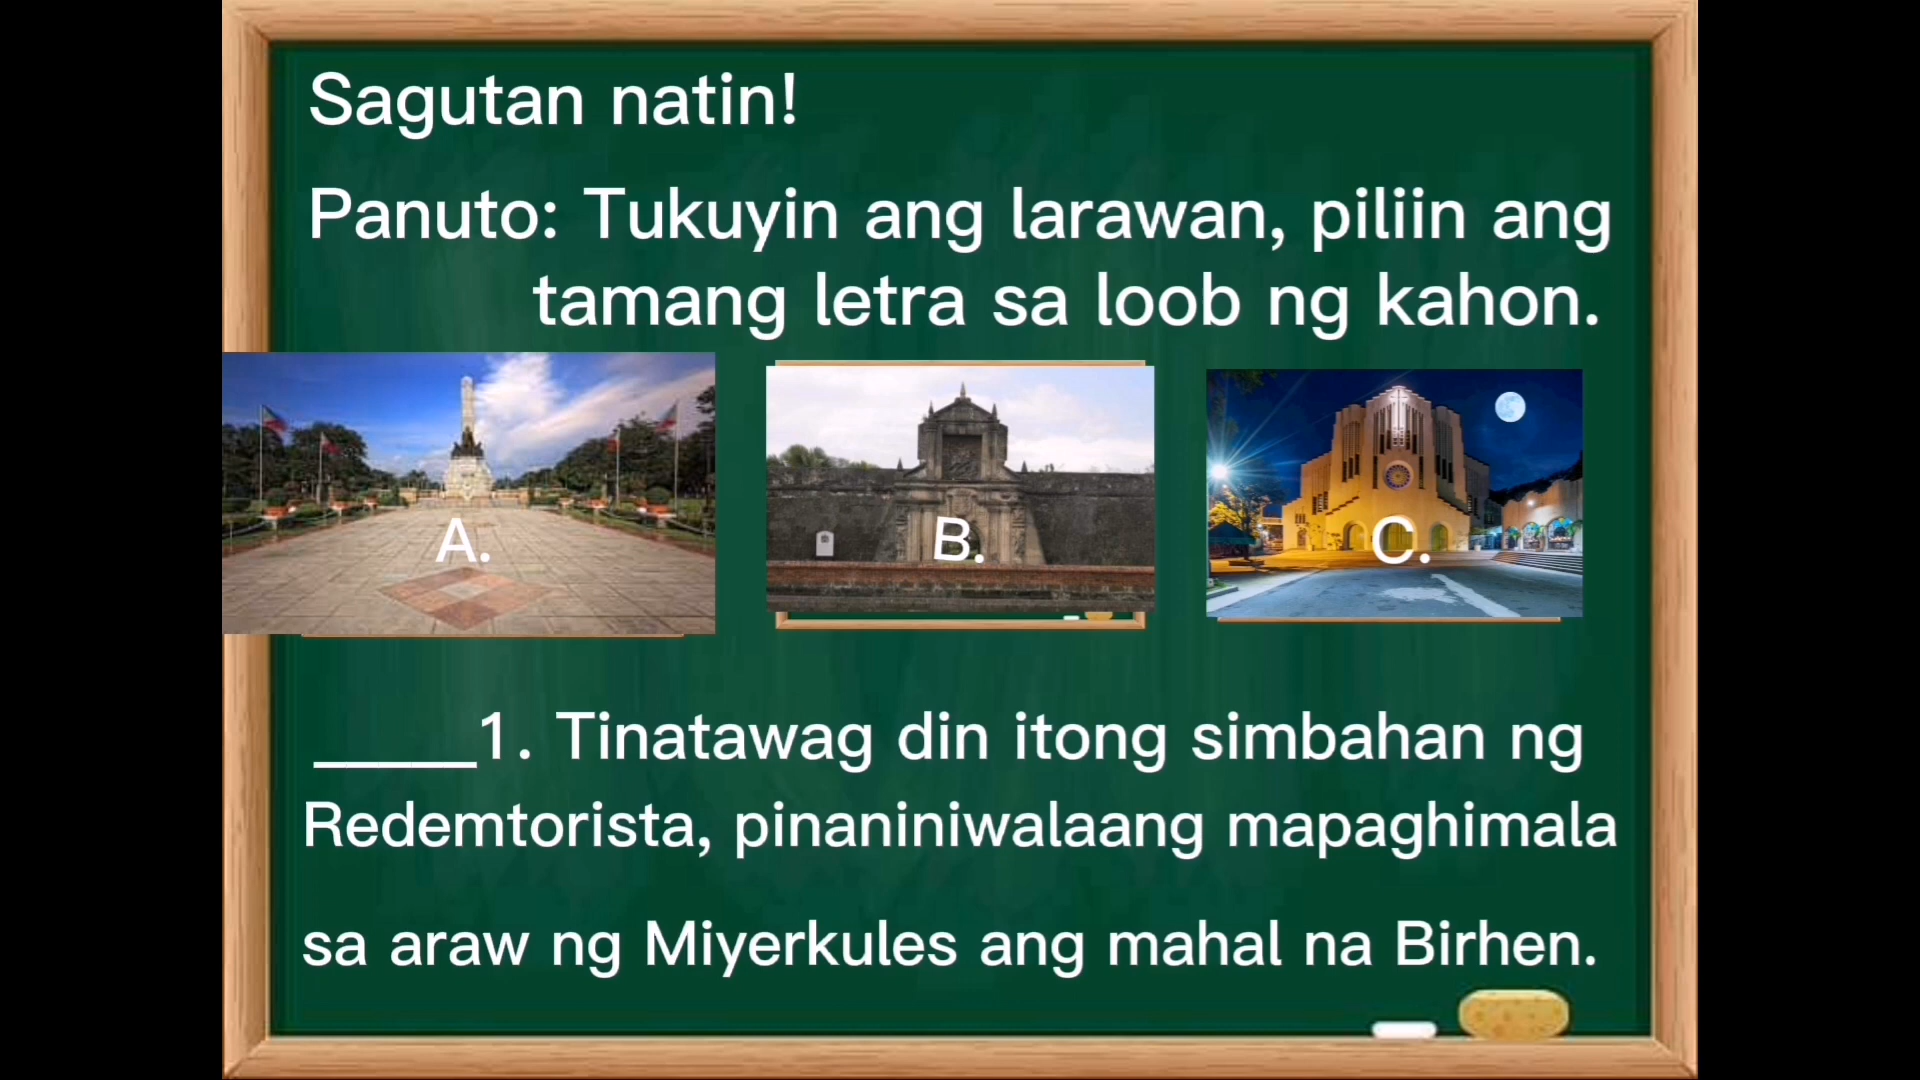 Sagutan natin!
Panuto: Tukuyin ang larawan, piliin ang
tamang letra sa loob ng kahon.
A.
B.
C.
_____1. Tinatawag din itong simbahan ng
Redemtorista, pinaniniwalaang mapaghimala
sa araw ng Miyerkules ang mahal na Birhen.